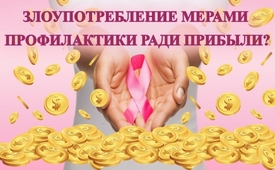 ЗЛОУПОТРЕБЛЕНИЕ МЕРАМИ
ПРОФИЛАКТИКИ РАДИ ПРИБЫЛИ?